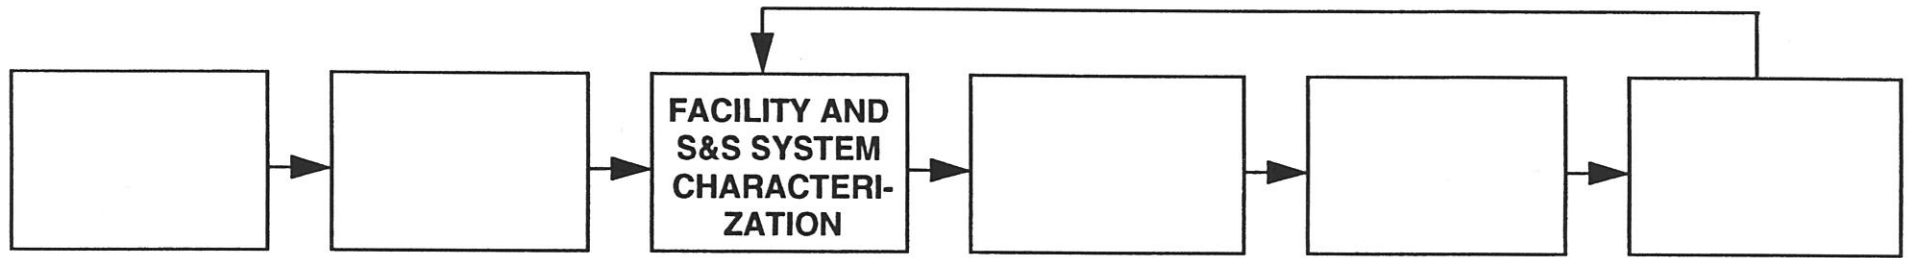 FACILITY AND
S&S SYSTEM
CHARACTERI-
ZATION